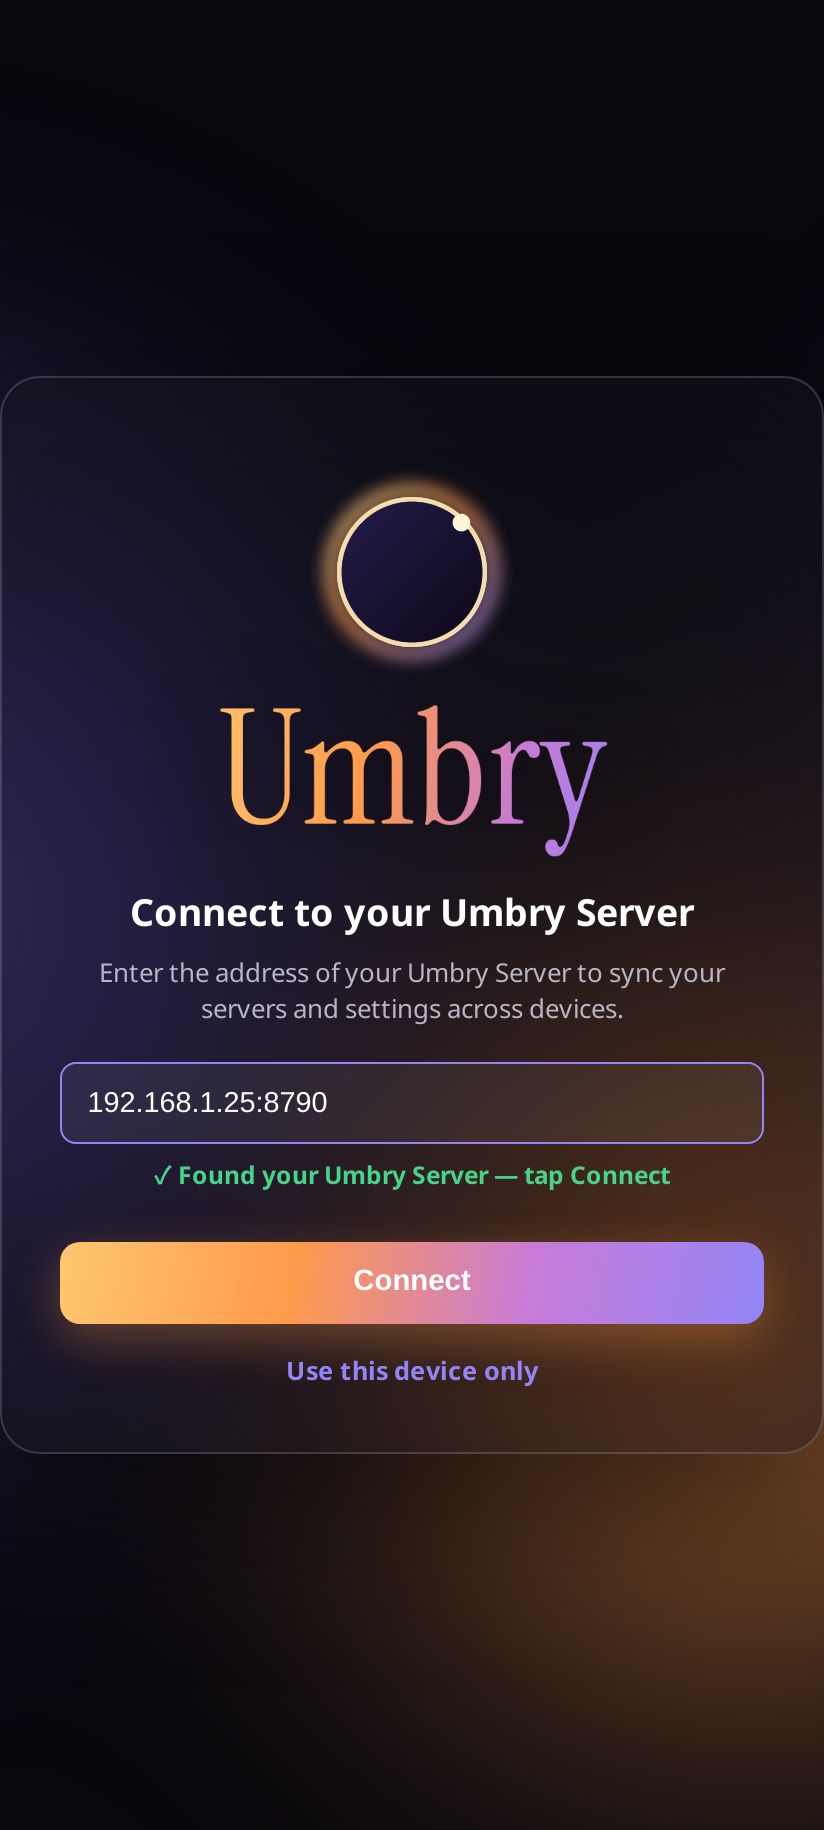 Umbry
Connect to your Umbry Server
Enter the address of your Umbry Server to sync your
servers and settings across devices.
192.168.1.25:8790
✓ Found your Umbry Server — tap Connect
Connect
Use this device only